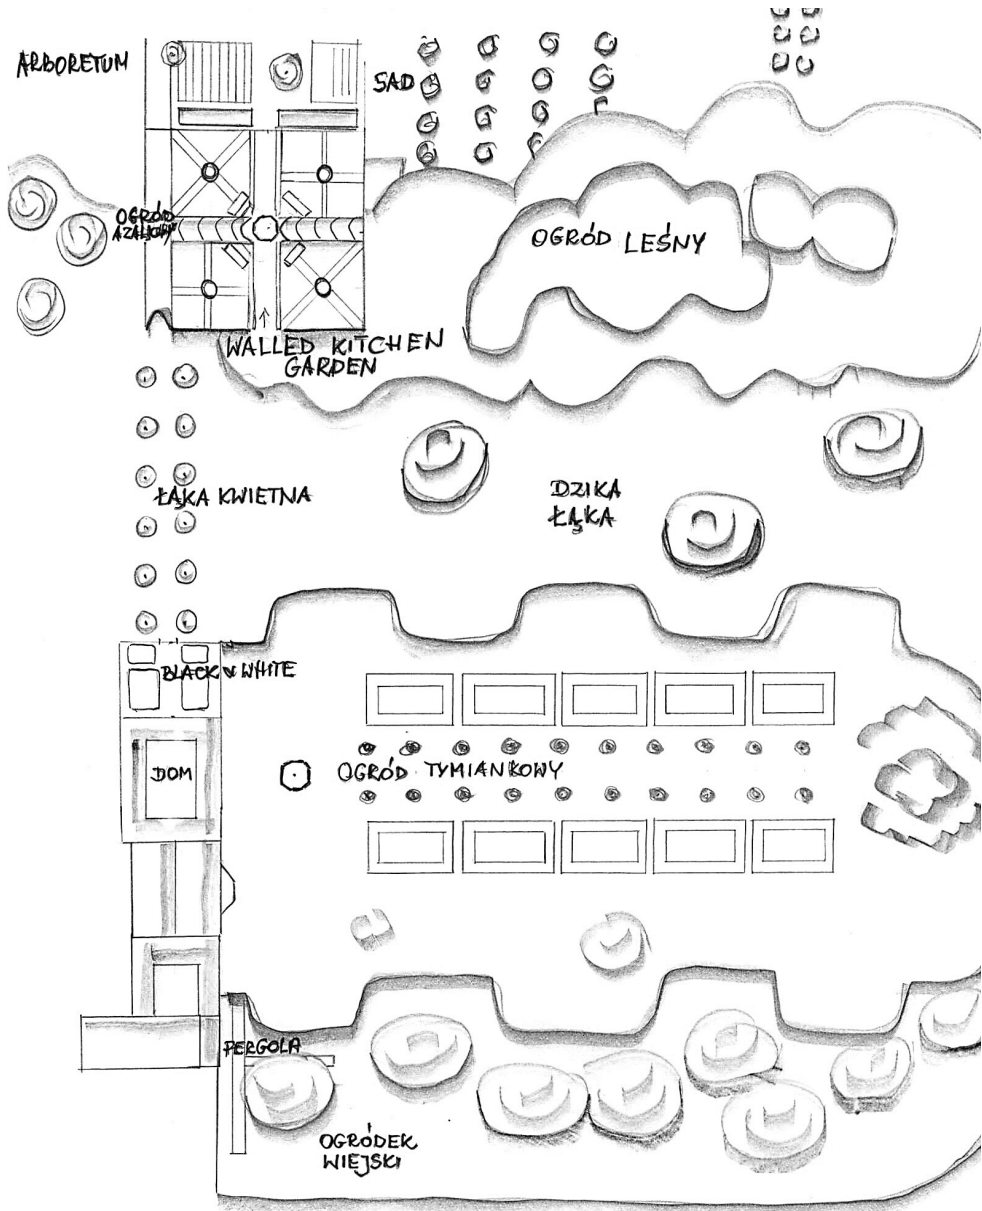 ARBORETUM
SAD
OGRÓD
AZALIOWY
OGRÓD LEŚNY
WALLED KITCHEN
GARDEN
ŁĄKA KWIETNA
DZIKA
ŁĄKA
BLACK & WHITE
DOM
OGRÓD TYMIANKOWY
PERGOLA
OGRÓDEK
WIEJSKI